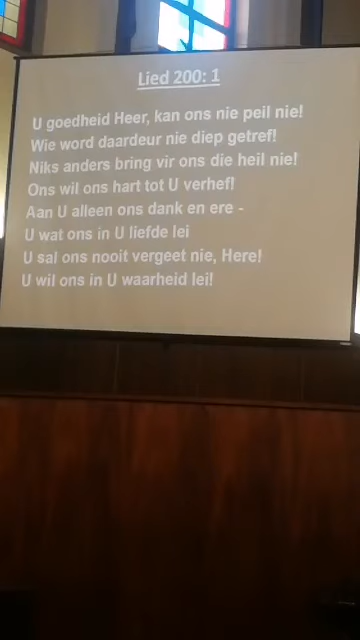 Lied 200: 1
U goedheid Heer, kan ons nie peil nie!
Wie word daardeur nie diep getref!
Niks anders bring vir ons die heil nie!
Ons wil ons hart tot U verhef!
Aan U alleen ons dank en ere -
U wat ons in U liefde lei
U sal ons nooit vergeet nie, Here!
U wil ons in U waarheid lei!